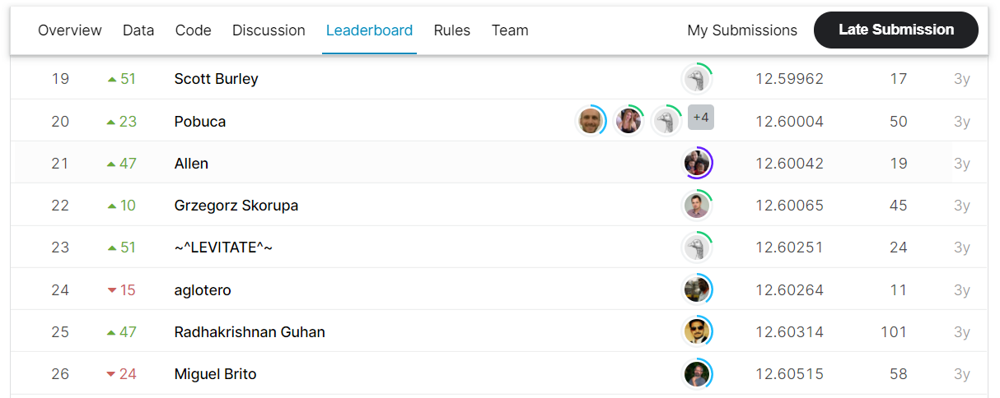 Overview Data Code Discussion Leaderboard Rules Team My Submissions Late Submission
19 51 Scott Burley 12.59962 17 3y
20 23 Pobuca +4 12.60004 50 3y
21 47 Allen 12.60042 19 3y
22 10 Grzegorz Skorupa 12.60065 45 3y
23 51 ~^LEVITATE^~ 12.60251 24 3y
24 15 aglotero 12.60264 11 3y
25 47 Radhakrishnan Guhan 12.60314 101 3y
26 24 Miguel Brito 12.60515 58 3y